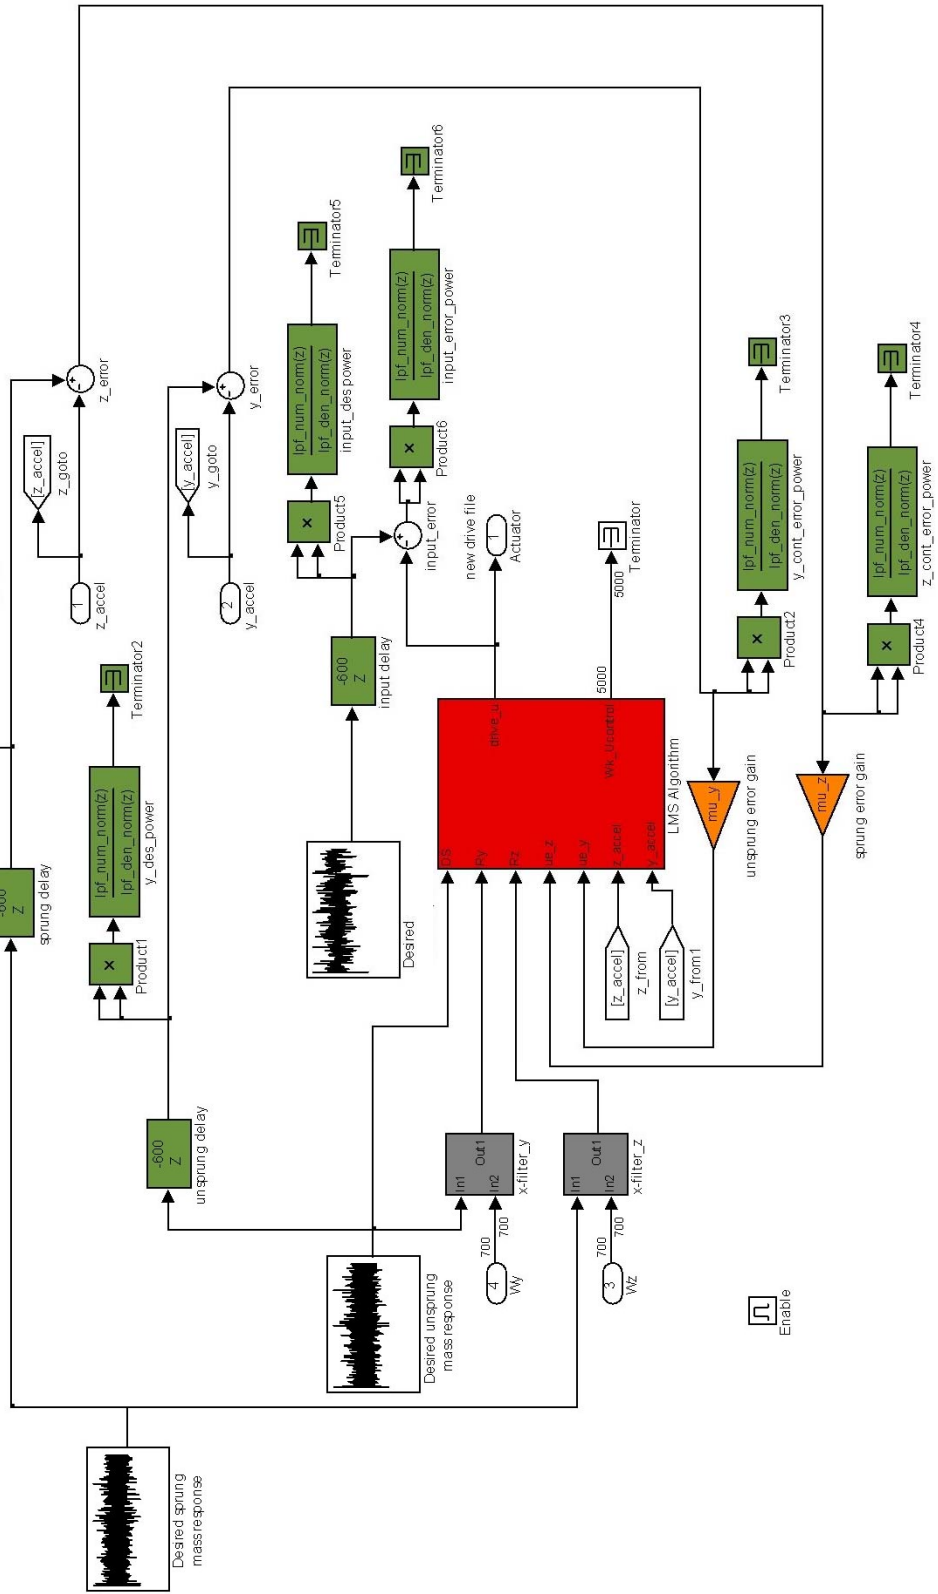 Desired sprung
mass response
-600
Z
sprung delay
Product1
lpf_num_norm(z)
lpf_den_norm(z)
y_des_power
Terminator2
1
z_accel
[z_accel]
z_goto
z_error
-600
Z
unsprung delay
2
y_accel
[y_accel]
y_goto
y_error
Desired
-600
Z
input delay
Product5
lpf_num_norm(z)
lpf_den_norm(z)
input_des power
Terminator5
input_error
Product6
lpf_num_norm(z)
lpf_den_norm(z)
input_error_power
Terminator6
Desired unsprung
mass response
In1
In2
Out1
x-filter_y
4
Wy
700
700
In1
In2
Out1
x-filter_z
3
Wz
700
700
DS
Ry
Rz
ue_z
ue_y
z_accel
y_accel
drive_u
Wk_Ucontrol
LMS Algorithm
[z_accel]
z_from
[y_accel]
y_from1
new drive file
1
Actuator
5000
5000
Terminator
mu_y
unsprung error gain
mu_z
sprung error gain
Product2
lpf_num_norm(z)
lpf_den_norm(z)
y_cont_error_power
Terminator3
Product4
lpf_num_norm(z)
lpf_den_norm(z)
z_cont_error_power
Terminator4
Enable